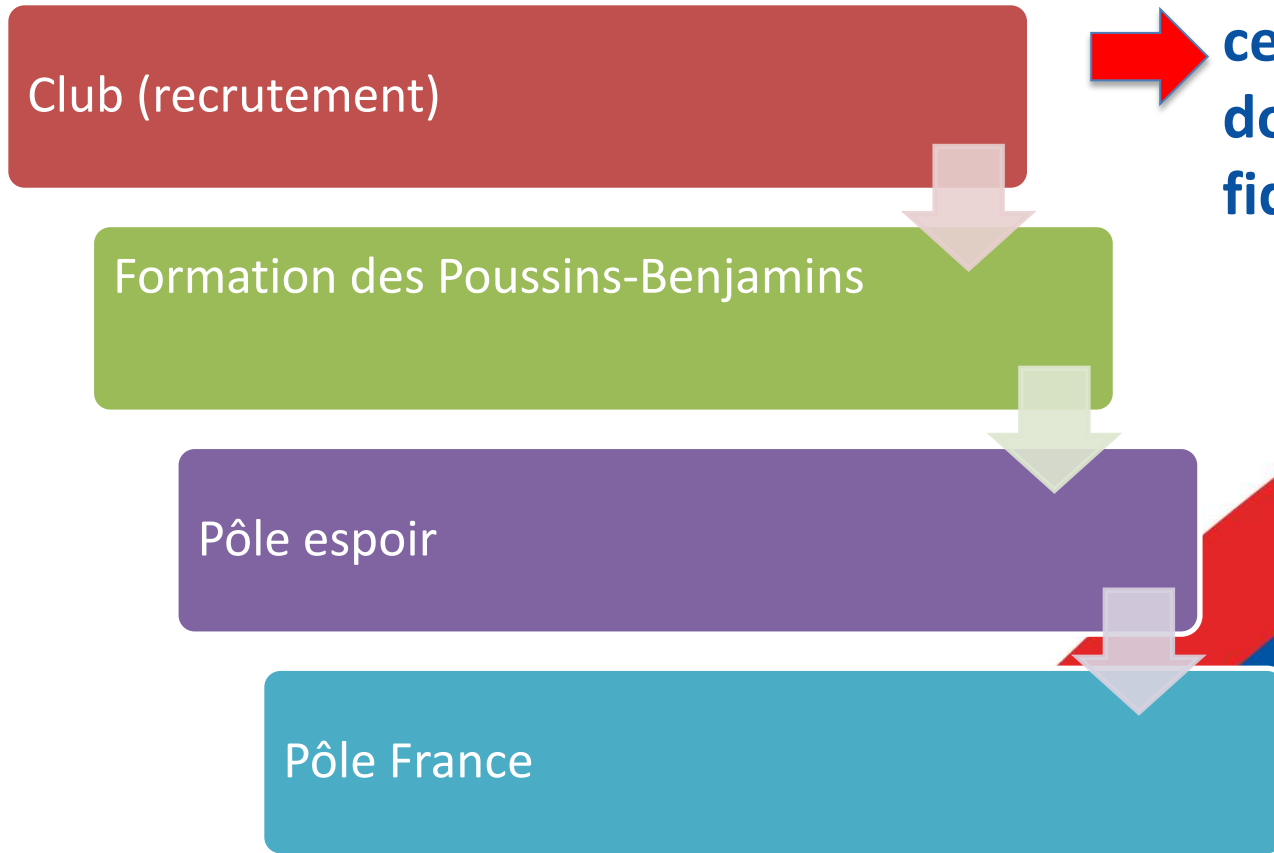 Club (recrutement)
Formation des Poussins-Benjamins
Pôle espoir
Pôle France